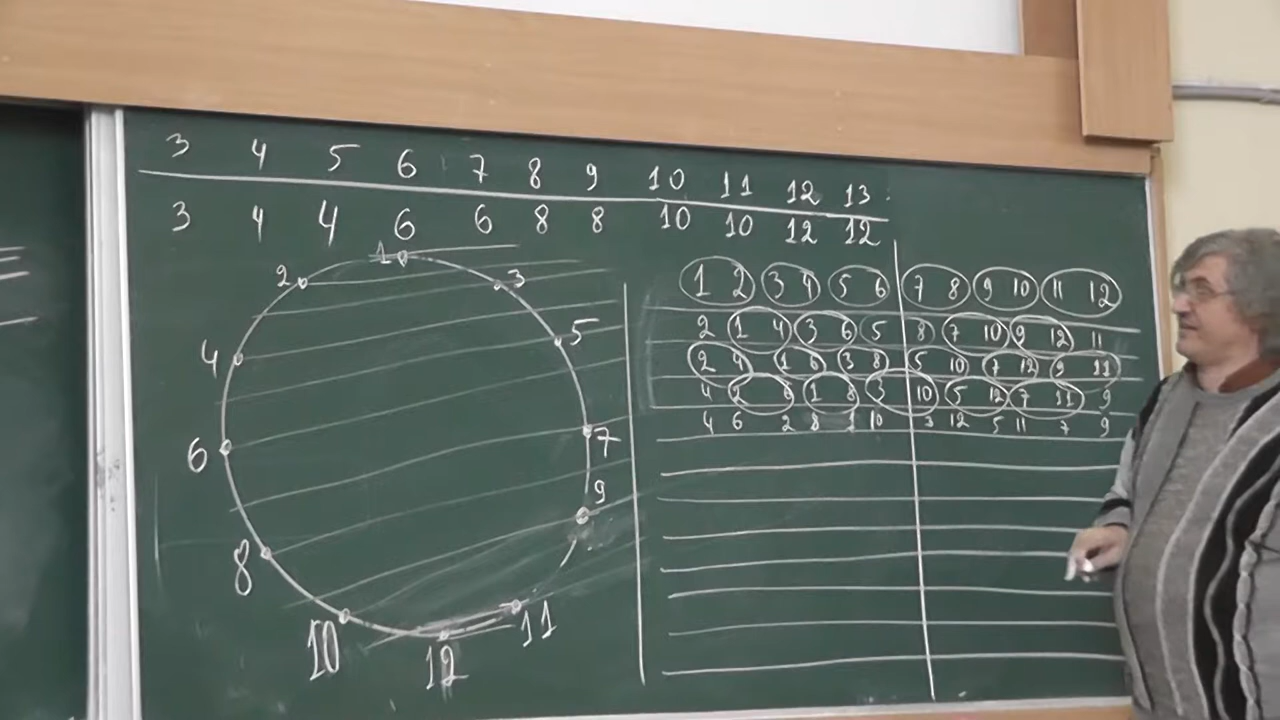 3 4 5 6 7 8 9 10 11 12 13
3 4 4 6 6 8 8 10 10 12 12
1
2
3
4
5
6
7
8
9
10
11
12
1 2 3 4 5 6 7 8 9 10 11 12
2 1 4 3 6 5 8 7 10 9 12 11
2 4 1 6 3 8 5 10 7 12 9 11
4 2 6 1 8 3 10 5 12 7 11 9
4 6 2 8 10 3 12 5 11 7 9